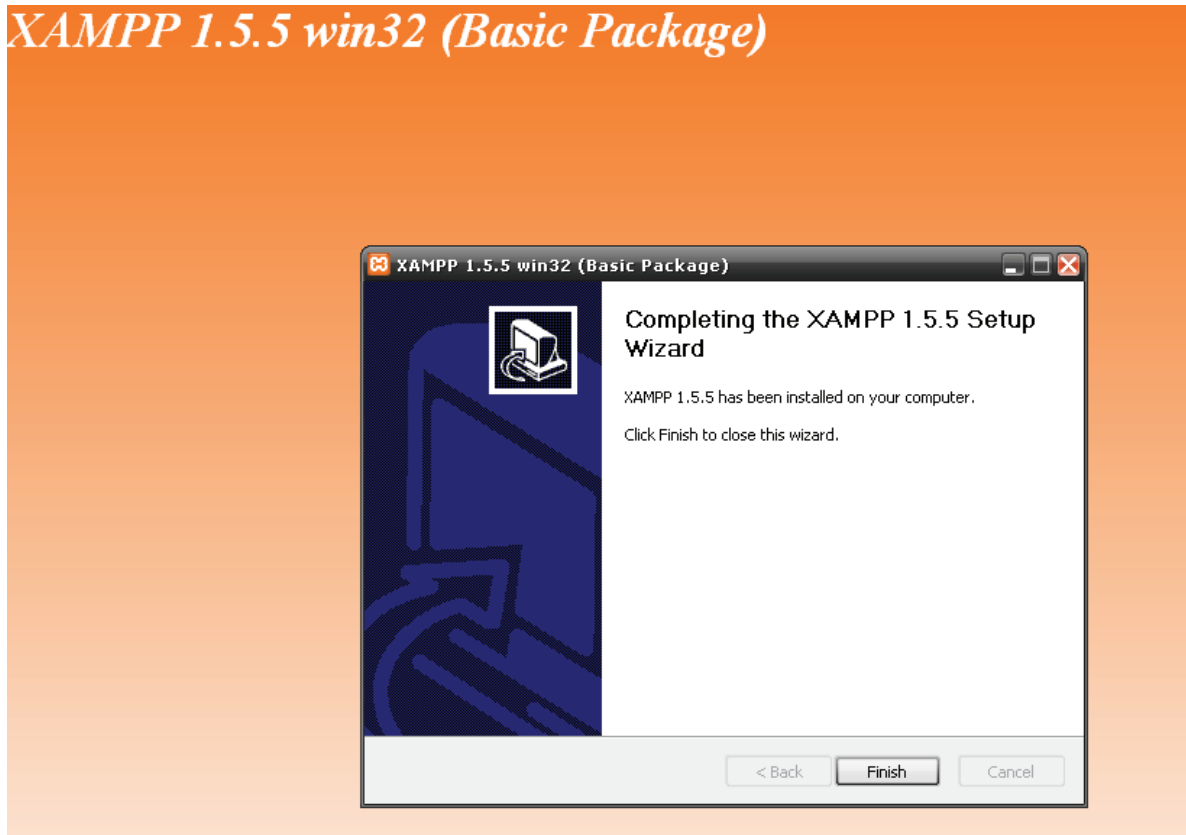 XAMPP 1.5.5 win32 (Basic Package)
XAMPP 1.5.5 win32 (Basic Package)
Completing the XAMPP 1.5.5 Setup
Wizard
XAMPP 1.5.5 has been installed on your computer.
Click Finish to close this wizard.
< Back Finish Cancel